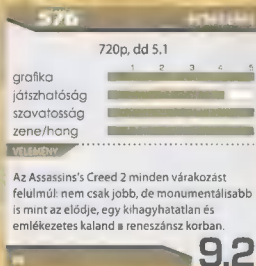 576
720p, dd 5.1
1 2 3 4 5
grafika
játszhatóság
szavatosság
zene/hang
VÉLEMÉNY
Az Assassins's Creed 2 minden várakozást
felulmúl: nem csak jobb, de monumentálisabb
is mint az elődje, egy kihagyhatatlan és
emlékezetes kaland a reneszánsz korban.
9.2